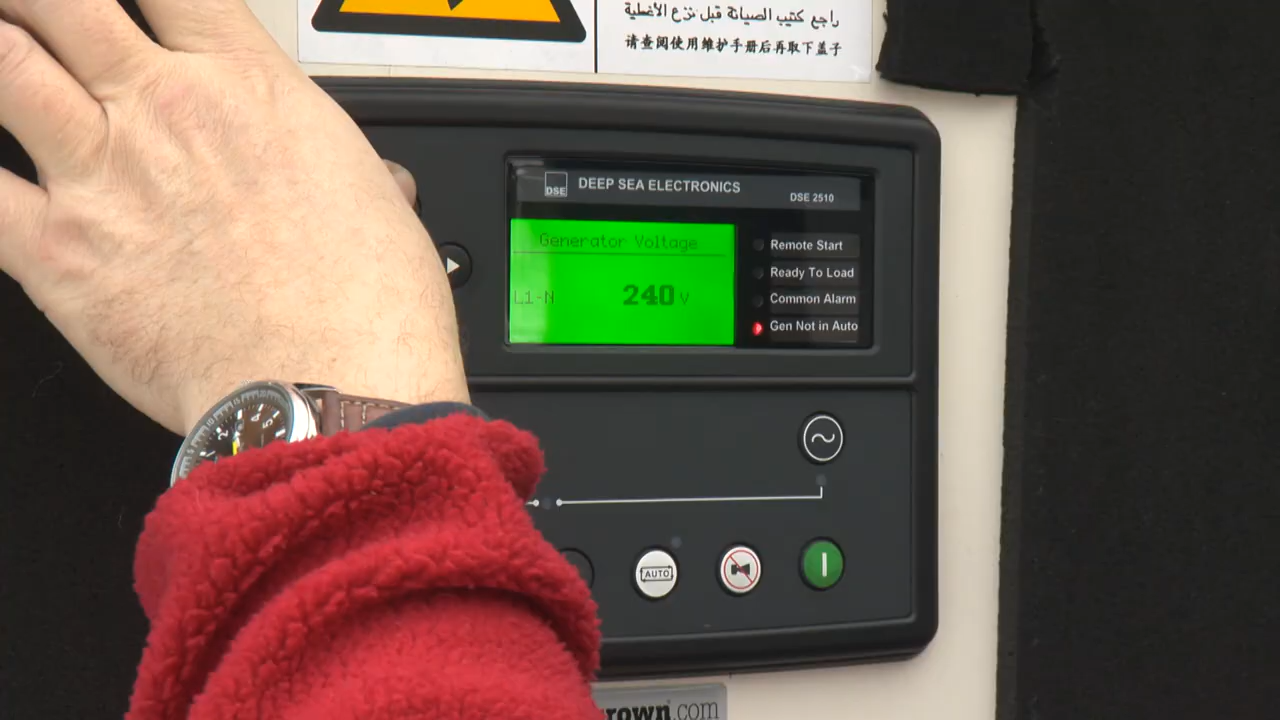 راجع كتيب الصيانة قبل نزع الأغطية
请查阅使用维护手册后再取下盖子
DSE
DEEP SEA ELECTRONICS
DSE 2510
Generator Voltage
L1-N 240 V
Remote Start
Ready To Load
Common Alarm
Gen Not in Auto
AUTO
rown.com